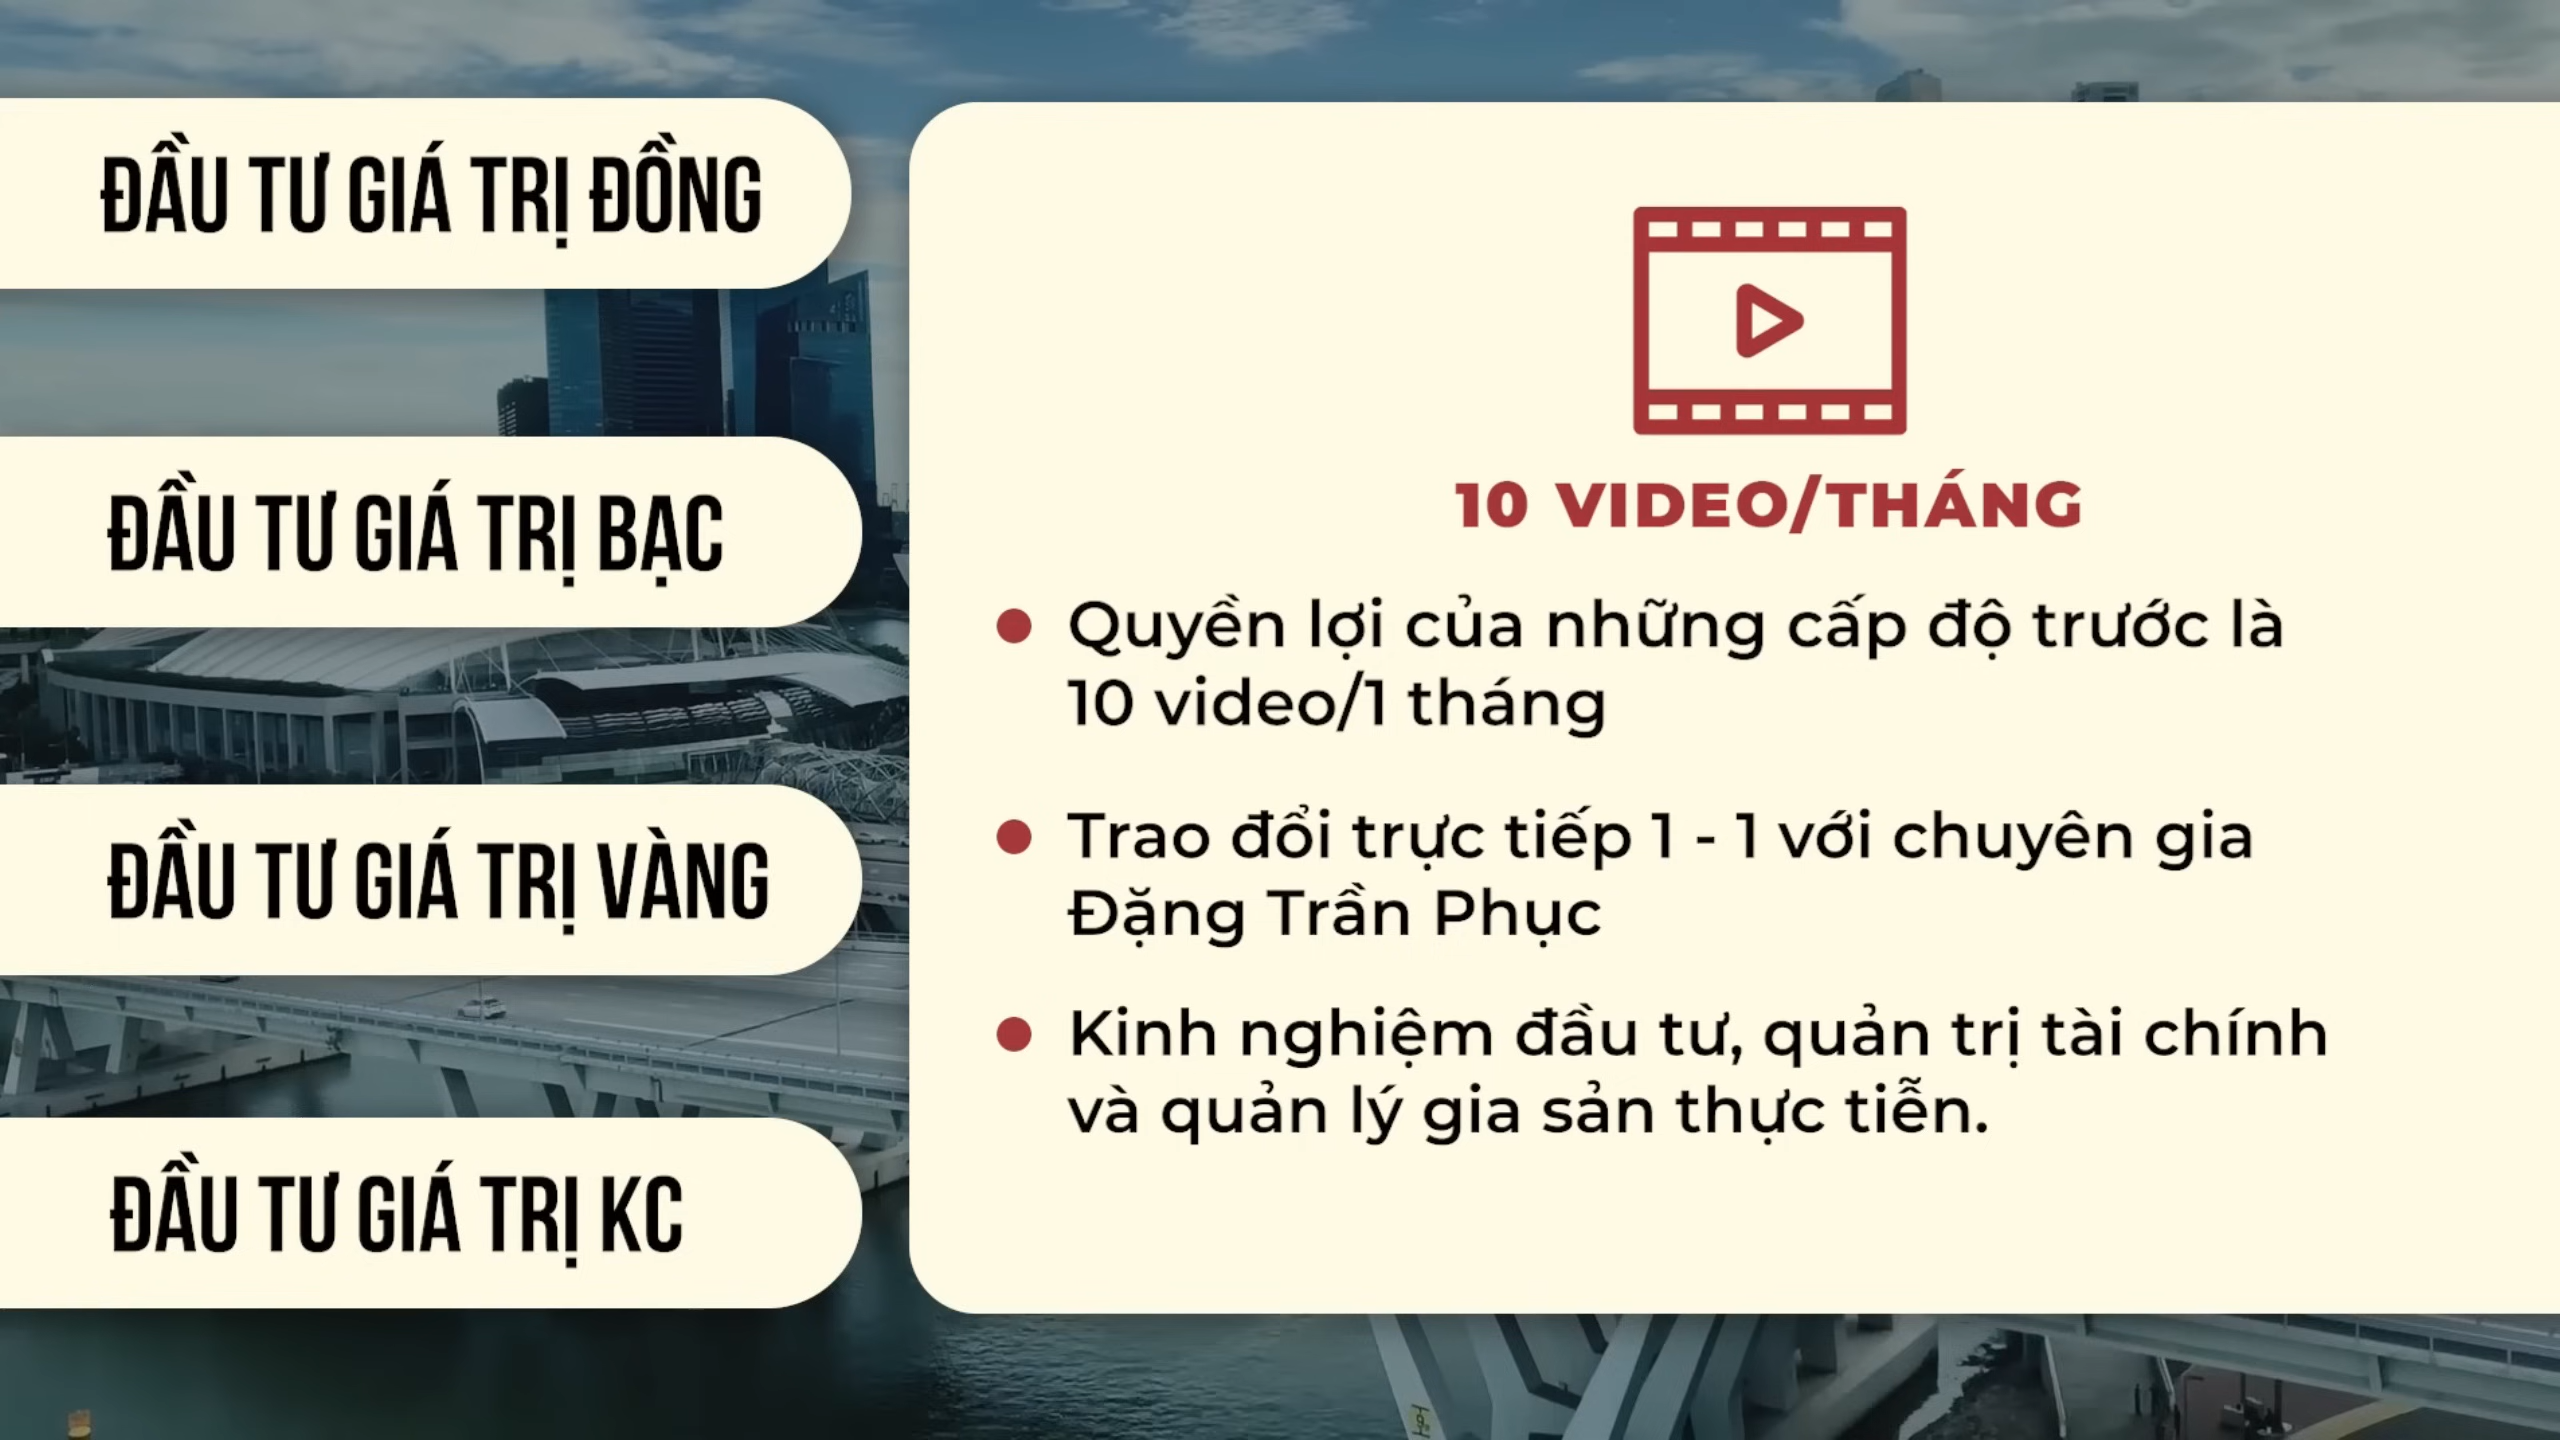 ĐẦU TƯ GIÁ TRỊ ĐỒNG
ĐẦU TƯ GIÁ TRỊ BẠC
ĐẦU TƯ GIÁ TRỊ VÀNG
ĐẦU TƯ GIÁ TRỊ KC
10 VIDEO/THÁNG
Quyền lợi của những cấp độ trước là
10 video/1 tháng
Trao đổi trực tiếp 1 - 1 với chuyên gia
Đặng Trần Phục
Kinh nghiệm đầu tư, quản trị tài chính
và quản lý gia sản thực tiễn.